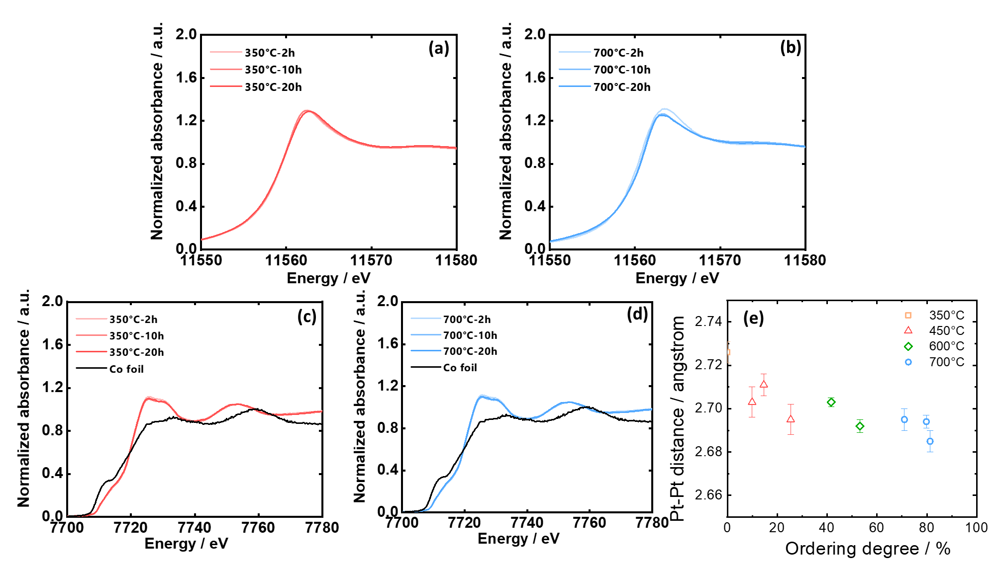 (a)
Normalized absorbance / a.u.
2.0
1.6
1.2
0.8
0.4
0.0
350°C-2h
350°C-10h
350°C-20h
11550 11560 11570 11580
Energy / eV
(b)
Normalized absorbance / a.u.
2.0
1.6
1.2
0.8
0.4
0.0
700°C-2h
700°C-10h
700°C-20h
11550 11560 11570 11580
Energy / eV
(c)
Normalized absorbance / a.u.
2.0
1.6
1.2
0.8
0.4
0.0
350°C-2h
350°C-10h
350°C-20h
Co foil
7700 7720 7740 7760 7780
Energy / eV
(d)
Normalized absorbance / a.u.
2.0
1.6
1.2
0.8
0.4
0.0
700°C-2h
700°C-10h
700°C-20h
Co foil
7700 7720 7740 7760 7780
Energy / eV
(e)
Pt-Pt distance / angstrom
2.74
2.72
2.70
2.68
2.66
350°C
450°C
600°C
700°C
0 20 40 60 80 100
Ordering degree / %